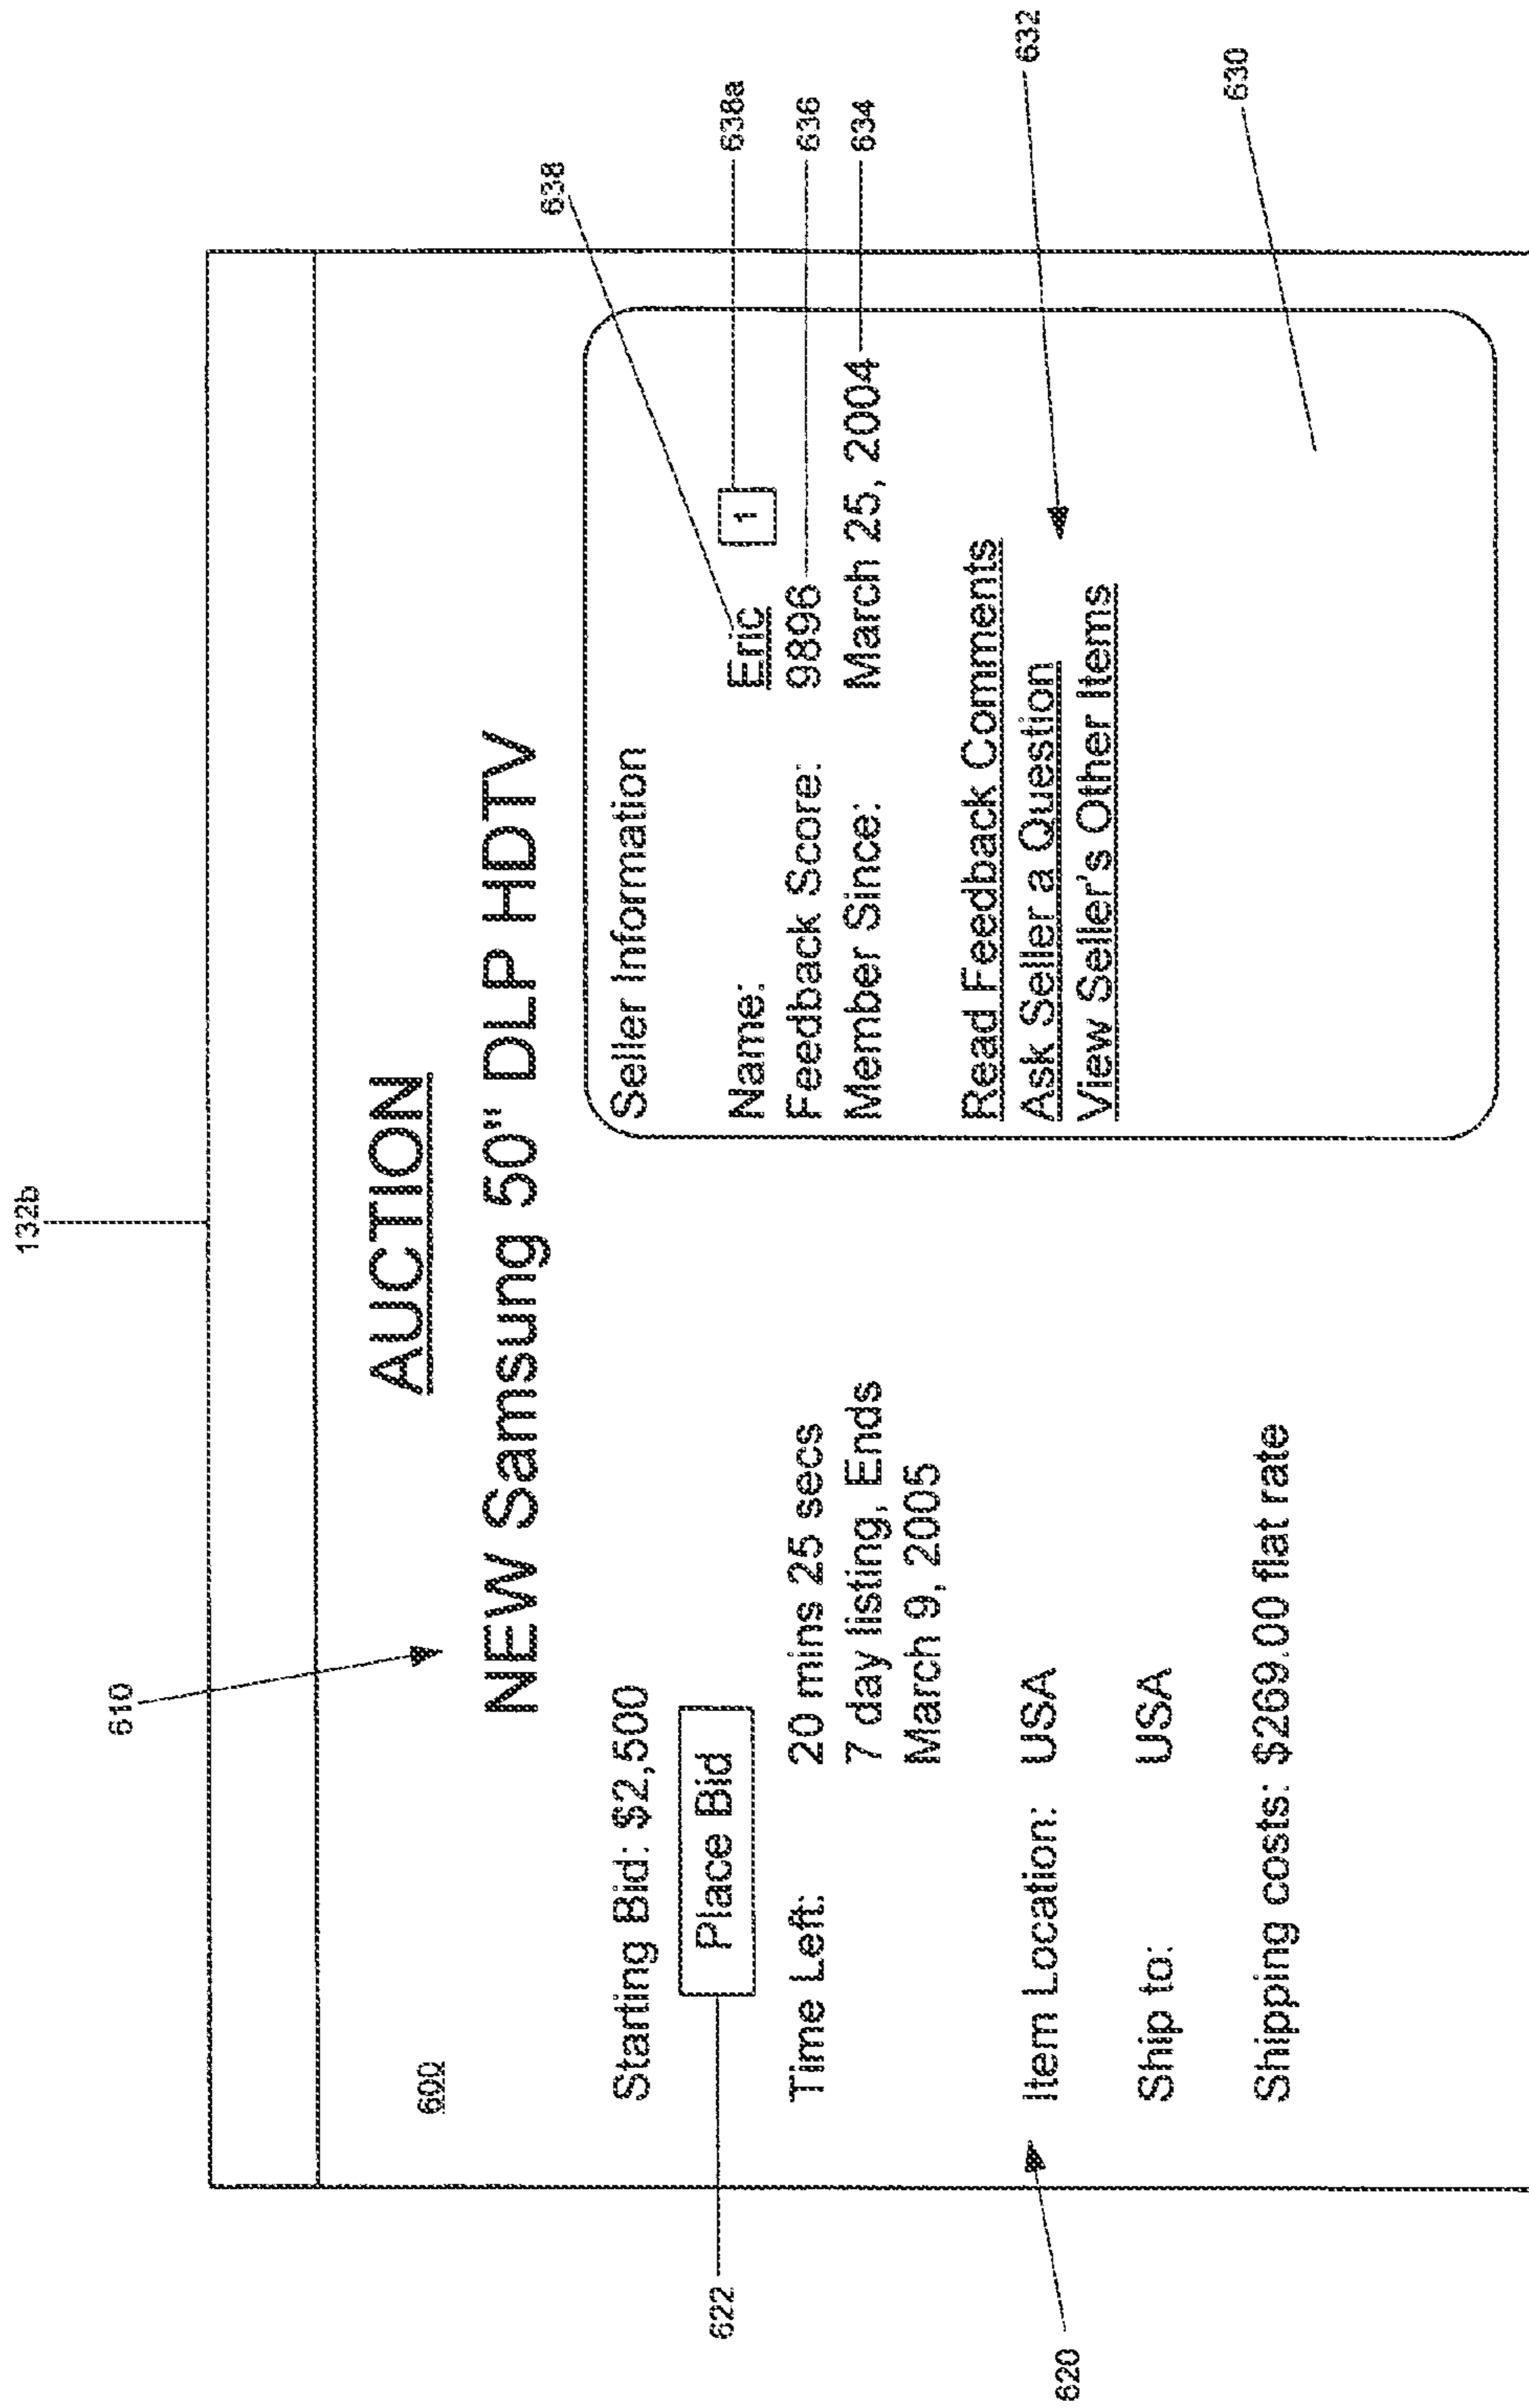 132b
610
600
AUCTION
NEW Samsung 50" DLP HDTV
Starting Bid: $2,500
622
Place Bid
Time Left: 20 mins 25 secs
7 day listing, Ends
March 9, 2005
620
Item Location: USA
Ship to: USA
Shipping costs: $269.00 flat rate
Seller Information
638
Name: Eric 1 638a
Feedback Score: 9896 636
Member Since: March 25, 2004 634
Read Feedback Comments
Ask Seller a Question
632
View Seller's Other Items
630